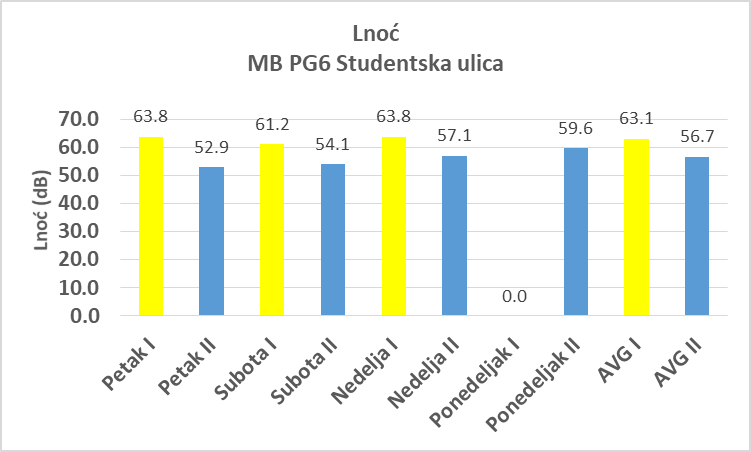 Lnoć
MB PG6 Studentska ulica
Lnoć (dB)
70.0
60.0
50.0
40.0
30.0
20.0
10.0
0.0
63.8
52.9
61.2
54.1
63.8
57.1
0.0
59.6
63.1
56.7
Petak I
Petak II
Subota I
Subota II
Nedelja I
Nedelja II
Ponedeljak I
Ponedeljak II
AVG I
AVG II